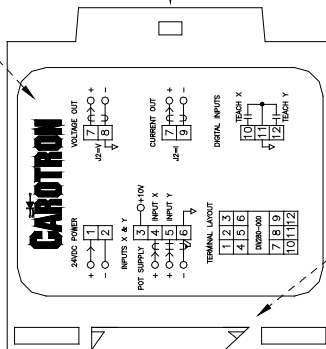 CAROTRON
24VDC POWER
+
1
-
2
INPUTS X & Y
POT SUPPLY
3
+10V
+
4
INPUT X
+
5
INPUT Y
-
6
TERMINAL LAYOUT
1 2 3
4 5 6
DIN280-000
7 8 9
10 11 12
VOLTAGE OUT
7
+
8
-
J2=V
CURRENT OUT
7
+
9
-
J2=I
DIGITAL INPUTS
10
TEACH X
11
12
TEACH Y